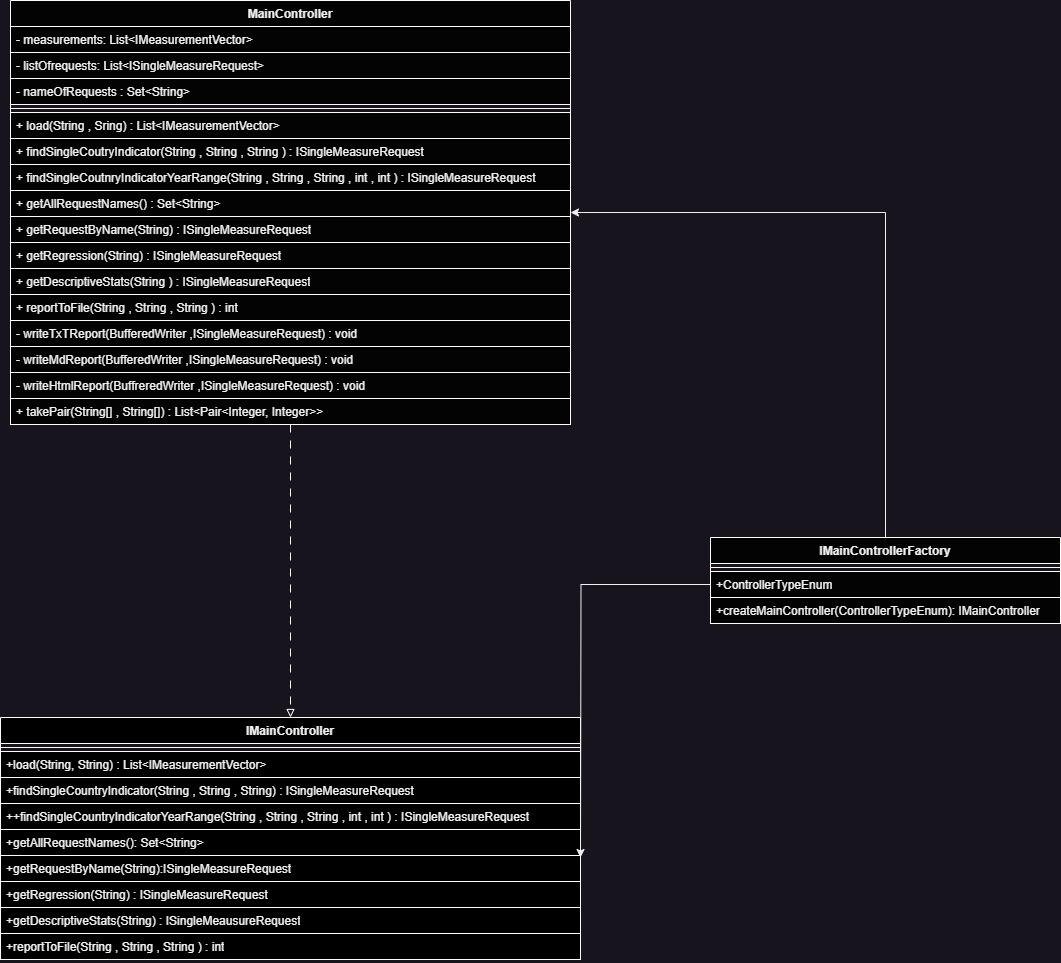 MainController
- measurements: List<IMeasurementVector>
- listOfrequests: List<ISingleMeasureRequest>
- nameOfRequests : Set<String>
+ load(String , Sring) : List<IMeasurementVector>
+ findSingleCoutryIndicator(String , String , String ) : ISingleMeasureRequest
+ findSingleCoutnryIndicatorYearRange(String , String , String , int , int ) : ISingleMeasureRequest
+ getAllRequestNames() : Set<String>
+ getRequestByName(String) : ISingleMeasureRequest
+ getRegression(String) : ISingleMeasureRequest
+ getDescriptiveStats(String ) : ISingleMeasureRequest
+ reportToFile(String , String , String ) : int
- writeTxTReport(BufferedWriter ,ISingleMeasureRequest) : void
- writeMdReport(BufferedWriter ,ISingleMeasureRequest) : void
- writeHtmlReport(BuffreredWriter ,ISingleMeasureRequest) : void
+ takePair(String[] , String[]) : List<Pair<Integer, Integer>>
IMainControllerFactory
+ControllerTypeEnum
+createMainController(ControllerTypeEnum): IMainController
IMainController
+load(String, String) : List<IMeasurementVector>
+findSingleCountryIndicator(String , String , String) : ISingleMeasureRequest
++findSingleCountryIndicatorYearRange(String , String , String , int , int ) : ISingleMeasureRequest
+getAllRequestNames(): Set<String>
+getRequestByName(String):ISingleMeasureRequest
+getRegression(String) : ISingleMeasureRequest
+getDescriptiveStats(String) : ISingleMeausureRequest
+reportToFile(String , String , String ) : int